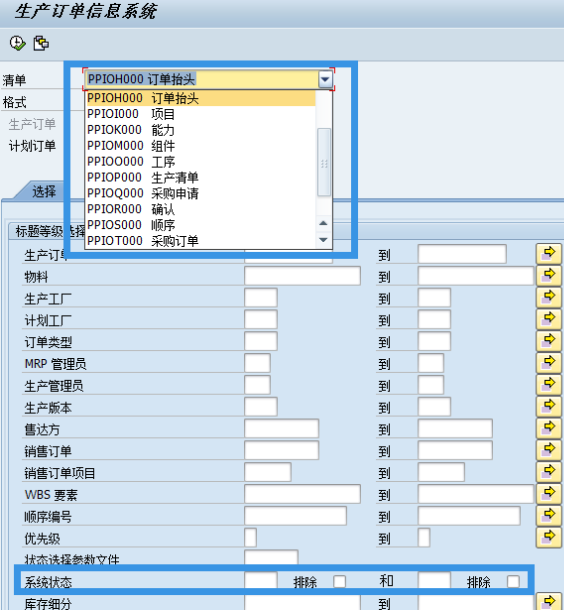 生产订单信息系统
清单 PPIOH000 订单抬头
格式 PPIOH000 订单抬头
PPIOI000 项目
生产订单 PPIOK000 能力
计划订单 PPIOM000 组件
PPIOO000 工序
PPIOP000 生产清单
选择 PPIOQ000 采购申请
PPIOR000 确认
PPIOS000 顺序
标题等级选择 PPIOT000 采购订单
生产订单 到
物料 到
生产工厂 到
计划工厂 到
订单类型 到
MRP 管理员 到
生产管理员 到
生产版本 到
售达方 到
销售订单 到
销售订单项目 到
WBS 要素 到
顺序编号 到
优先级 到
状态选择参数文件
系统状态 排除 和 排除
库存细分 到